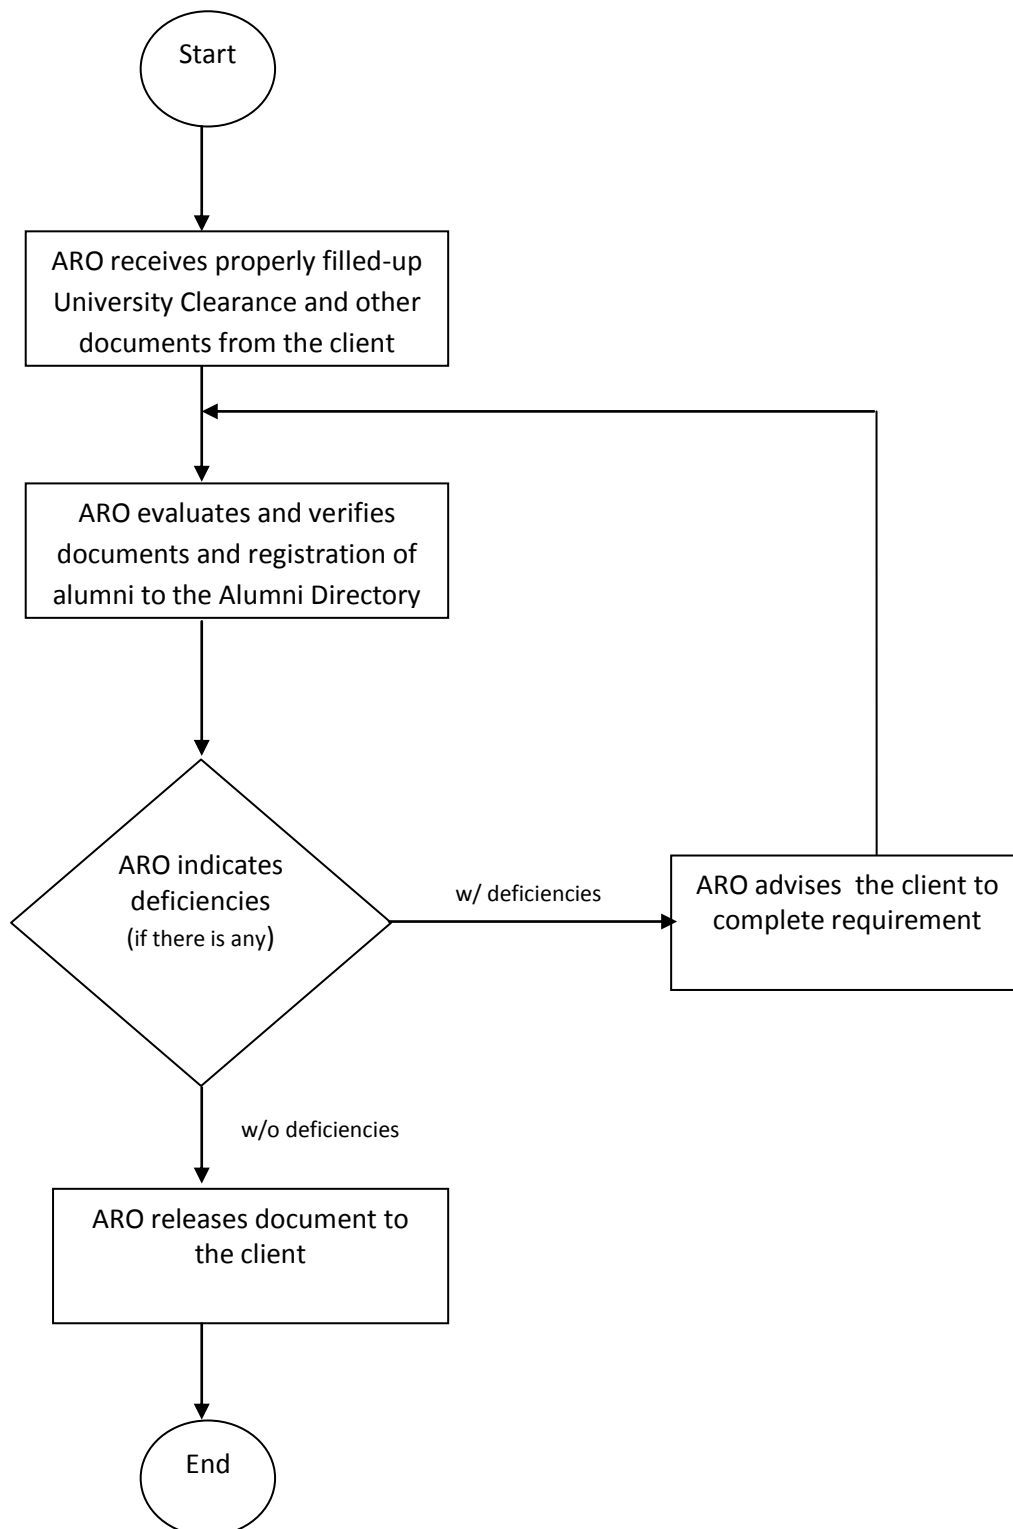 Start
ARO receives properly filled-up
University Clearance and other
documents from the client
ARO evaluates and verifies
documents and registration of
alumni to the Alumni Directory
ARO indicates
deficiencies
(if there is any)
w/ deficiencies
ARO advises  the client to
complete requirement
w/o deficiencies
ARO releases document to
the client
End